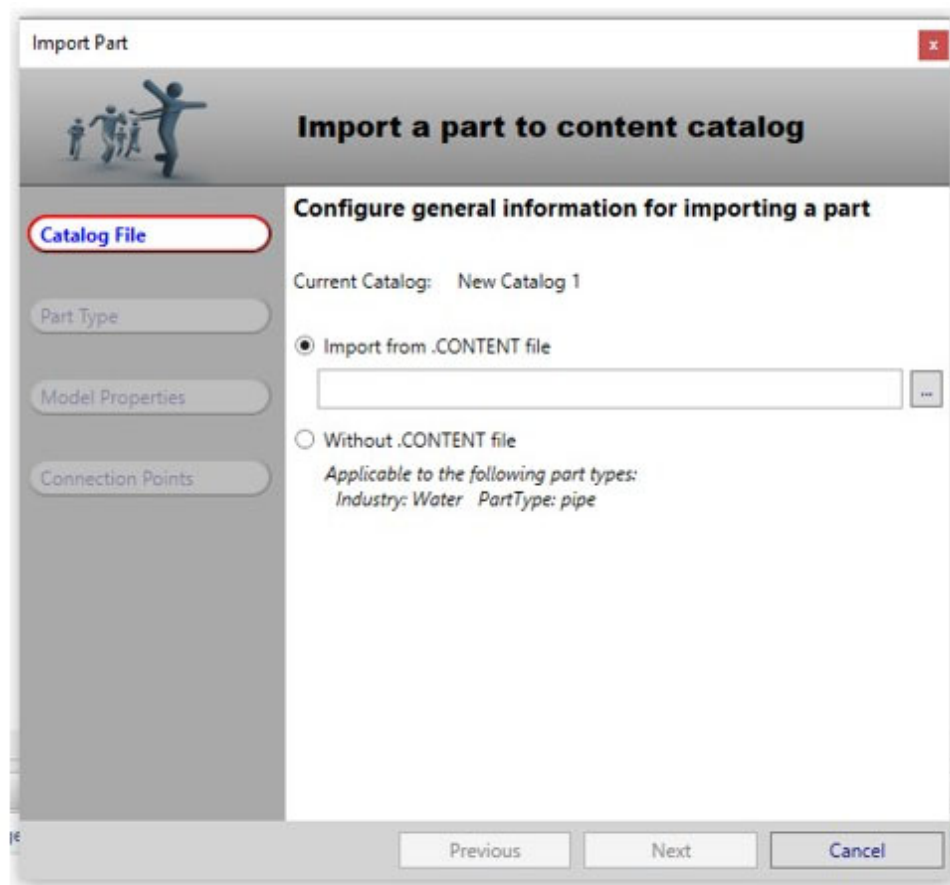 Import Part
x
Import a part to content catalog
Catalog File
Part Type
Model Properties
Connection Points
Configure general information for importing a part
Current Catalog: New Catalog 1
Import from .CONTENT file
...
Without .CONTENT file
Applicable to the following part types:
Industry: Water PartType: pipe
Previous Next Cancel